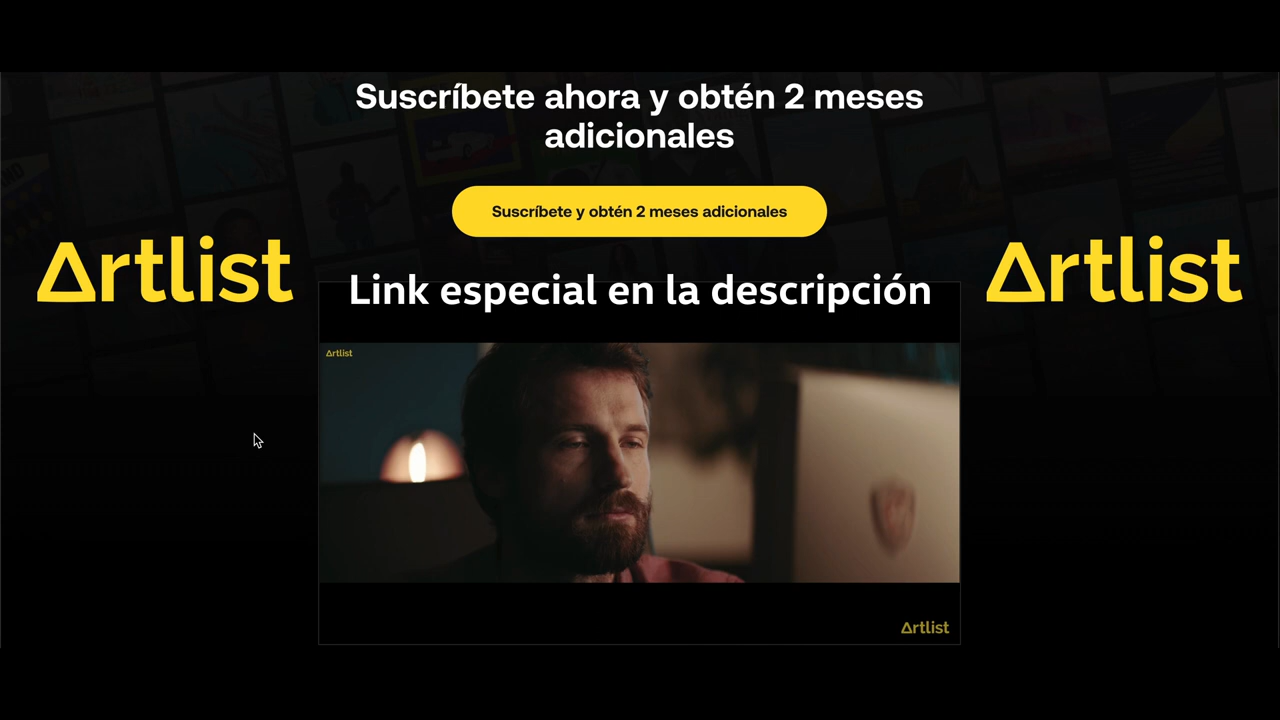 Suscríbete ahora y obtén 2 meses
adicionales
Suscríbete y obtén 2 meses adicionales
Artlist
Artlist
Link especial en la descripción
Artlist
Artlist